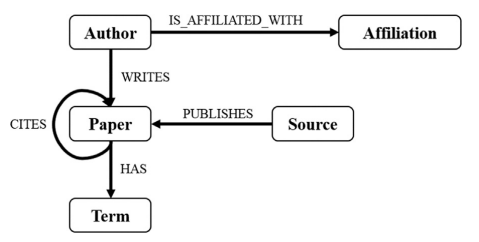 Author
IS_AFFILIATED_WITH
Affiliation
WRITES
CITES
Paper
PUBLISHES
Source
HAS
Term